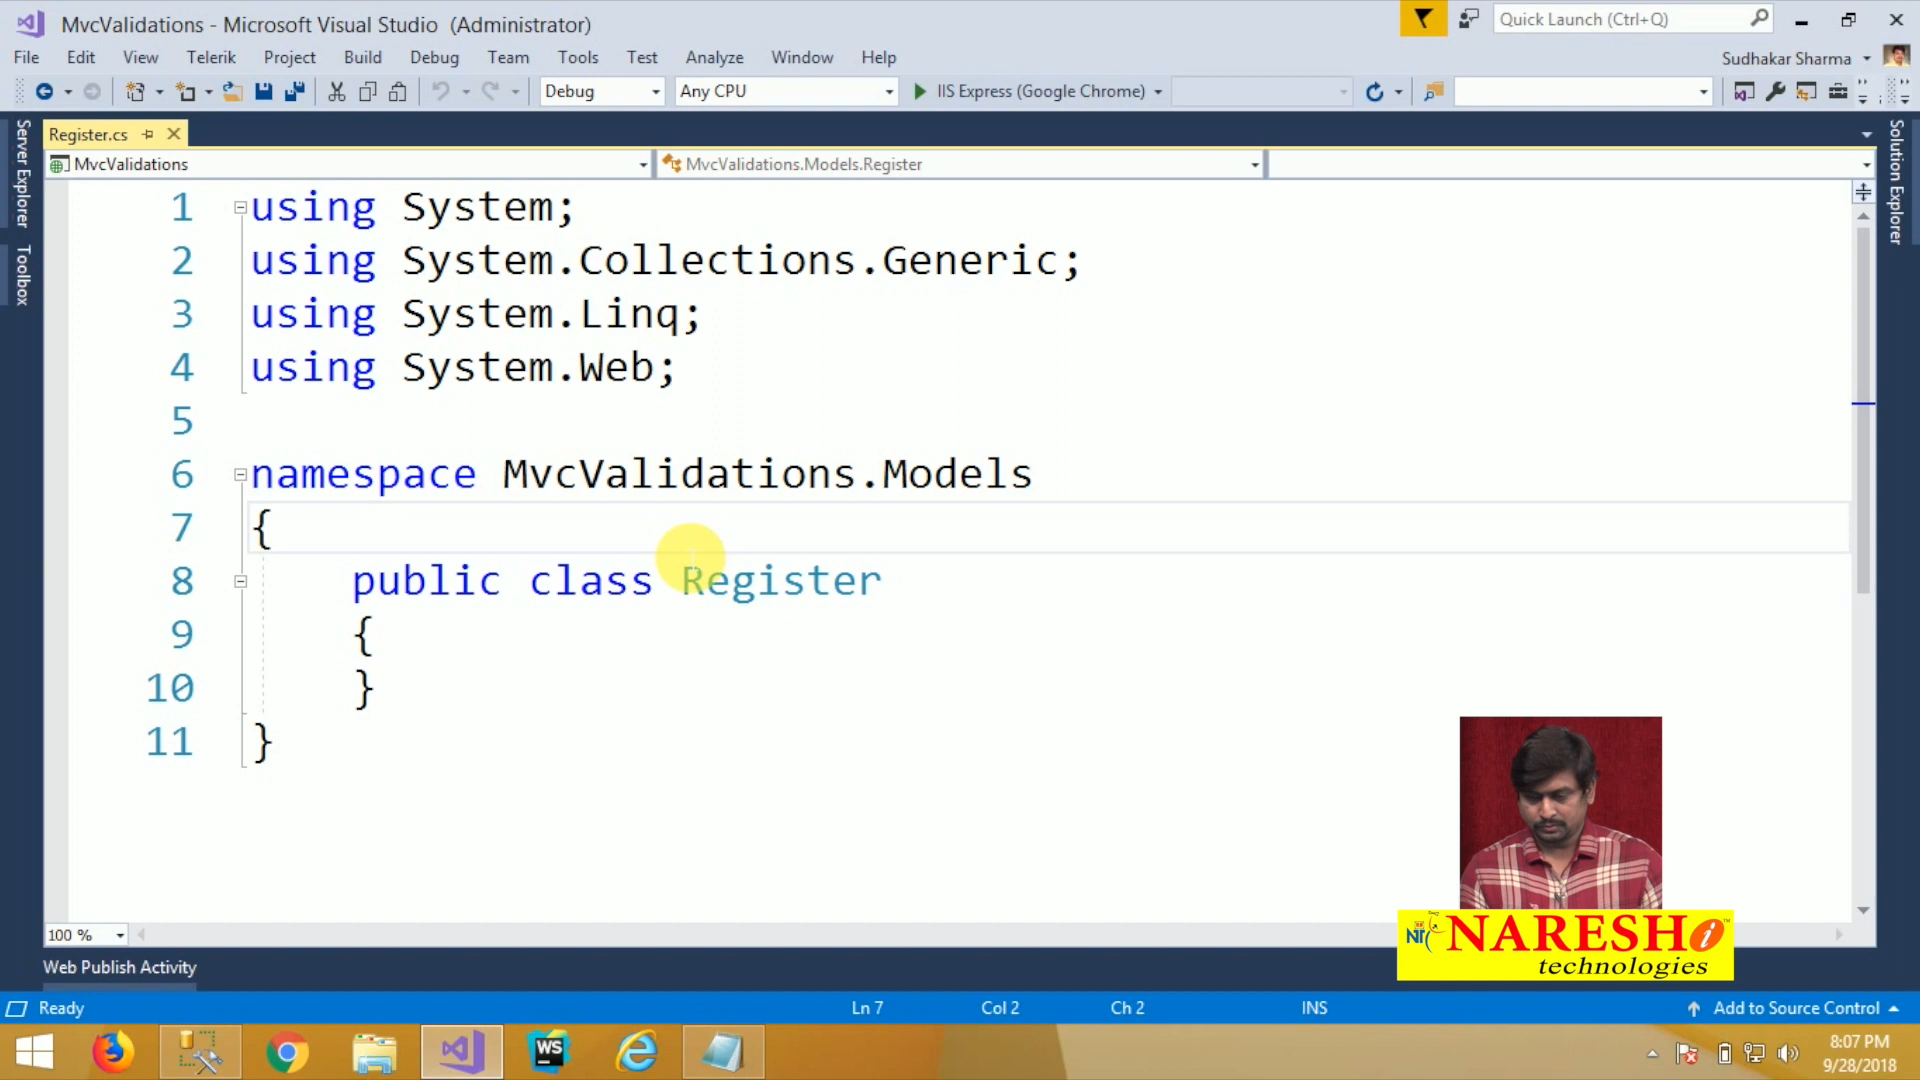 MvcValidations - Microsoft Visual Studio (Administrator)
Quick Launch (Ctrl+Q)
File Edit View Telerik Project Build Debug Team Tools Test Analyze Window Help
Sudhakar Sharma
Debug Any CPU IIS Express (Google Chrome)
Server Explorer
Toolbox
Solution Explorer
Register.cs
MvcValidations MvcValidations.Models.Register
1 using System;
2 using System.Collections.Generic;
3 using System.Linq;
4 using System.Web;
5
6 namespace MvcValidations.Models
7 {
8 public class Register
9 {
10 }
11 }
NARESH i
technologies
100 %
Web Publish Activity
Ready Ln 7 Col 2 Ch 2 INS Add to Source Control
WS
8:07 PM
9/28/2018